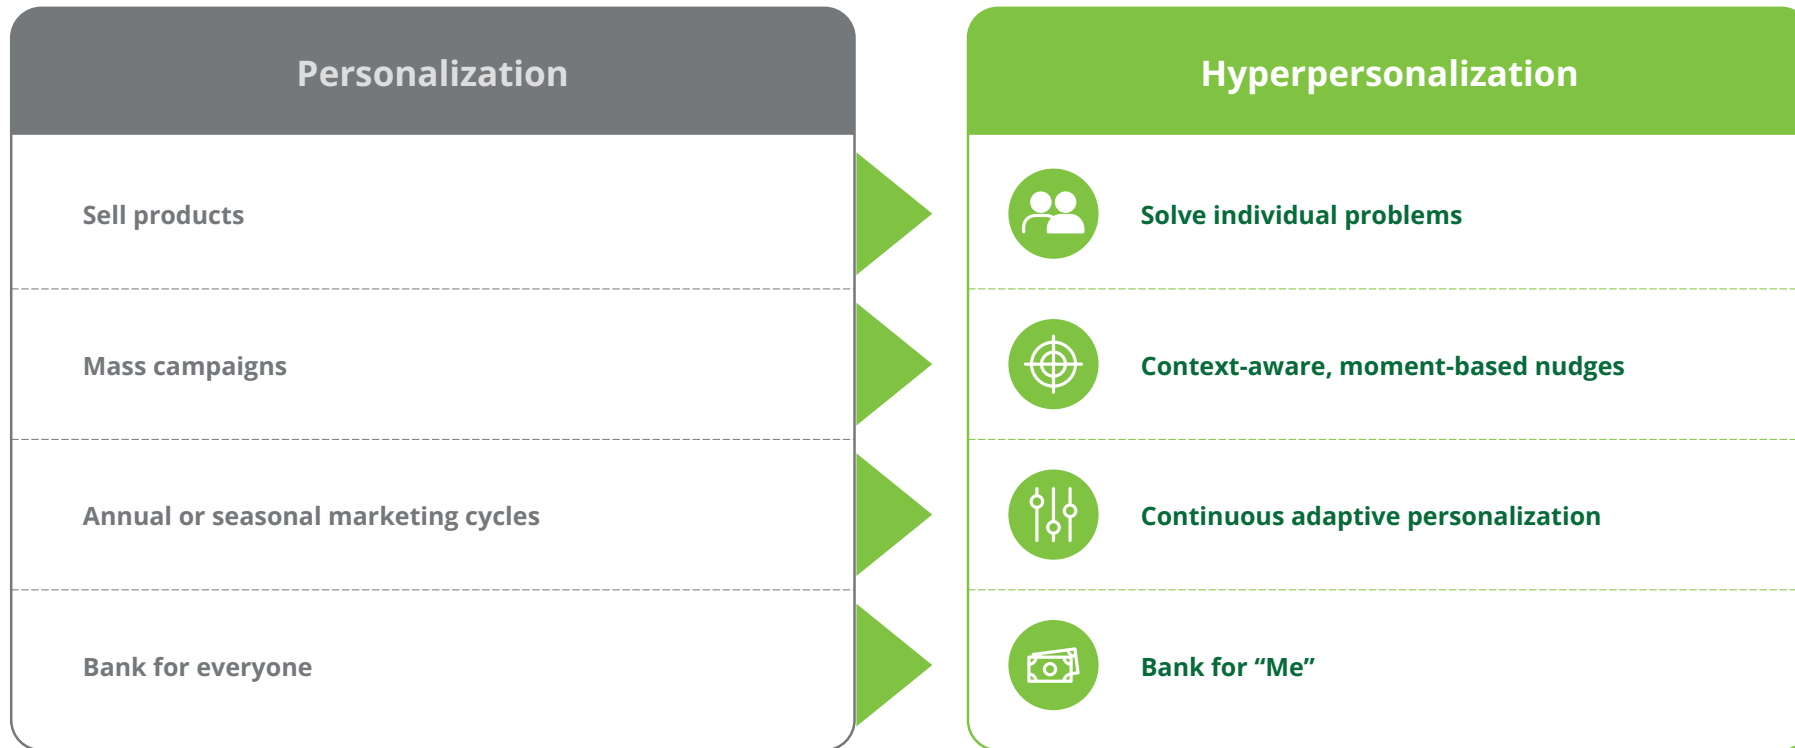 Personalization
Hyperpersonalization
Sell products
Solve individual problems
Mass campaigns
Context-aware, moment-based nudges
Annual or seasonal marketing cycles
Continuous adaptive personalization
Bank for everyone
Bank for “Me”